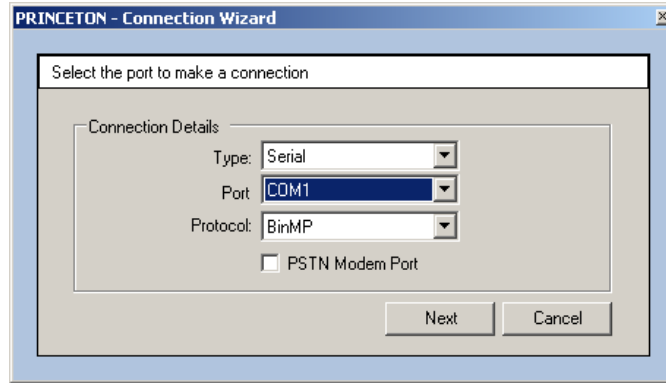 PRINCETON - Connection Wizard
Select the port to make a connection
Connection Details
Type: Serial
Port COM1
Protocol: BinMP
PSTN Modem Port
Next Cancel